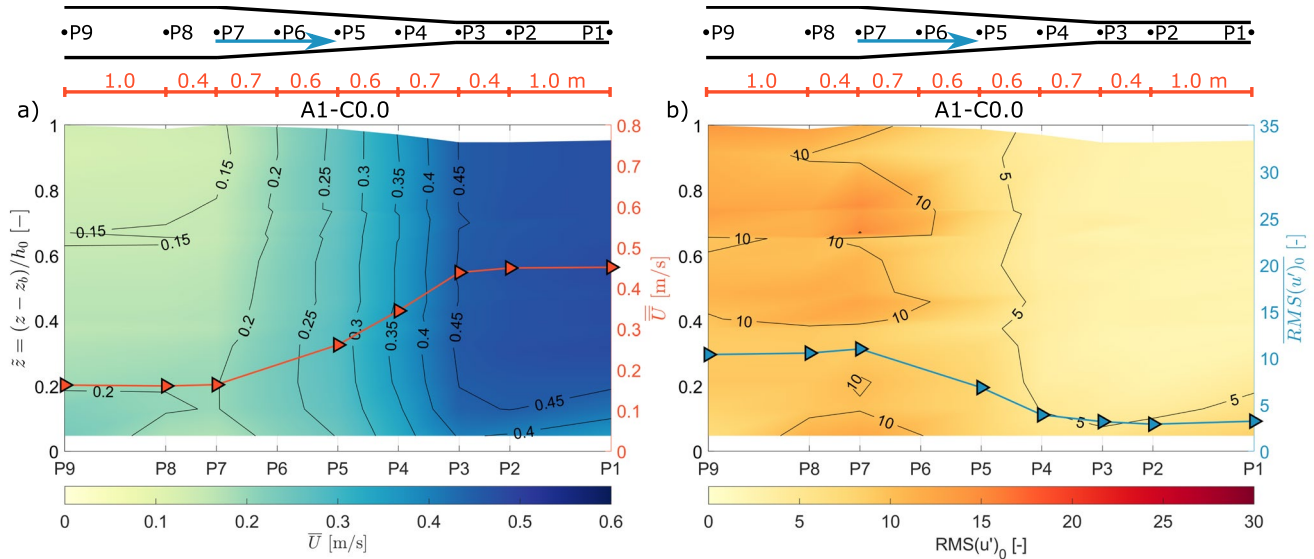 P9 P8 P7 P6 P5 P4 P3 P2 P1
1.0 0.4 0.7 0.6 0.6 0.7 0.4 1.0 m
a) A1-C0.0
1 0.8 0.6 0.4 0.2 0
z̃ = (z − z_b)/h_0 [-]
0.15 0.2 0.25 0.3 0.35 0.4 0.45
0.15 0.15
0.2 0.25 0.3 0.35 0.4 0.45
0.2 0.45 0.4
0.8 0.7 0.6 0.5 0.4 0.3 0.2 0.1 0
U̿ [m/s]
P9 P8 P7 P6 P5 P4 P3 P2 P1
0 0.1 0.2 0.3 0.4 0.5 0.6
U̅ [m/s]
P9 P8 P7 P6 P5 P4 P3 P2 P1
1.0 0.4 0.7 0.6 0.6 0.7 0.4 1.0 m
b) A1-C0.0
1 0.8 0.6 0.4 0.2 0
10 5 10
10 10
10 10 5
10 10 5 5
35 30 25 20 15 10 5 0
RMS(u')_0 [-]
P9 P8 P7 P6 P5 P4 P3 P2 P1
0 5 10 15 20 25 30
RMS(u')_0 [-]